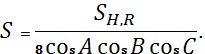 S = S_{H,R} / (8 cos A cos B cos C).